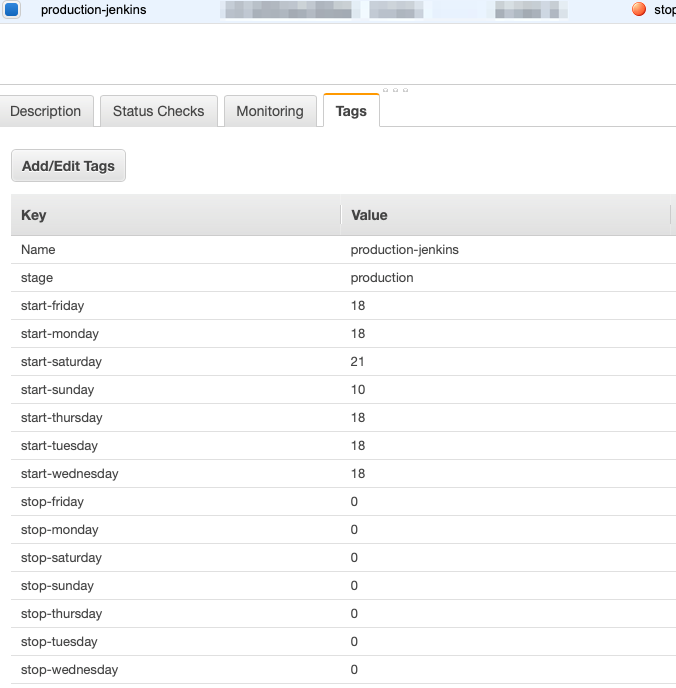 production-jenkins stop
Description Status Checks Monitoring Tags
Add/Edit Tags
Key Value
Name production-jenkins
stage production
start-friday 18
start-monday 18
start-saturday 21
start-sunday 10
start-thursday 18
start-tuesday 18
start-wednesday 18
stop-friday 0
stop-monday 0
stop-saturday 0
stop-sunday 0
stop-thursday 0
stop-tuesday 0
stop-wednesday 0